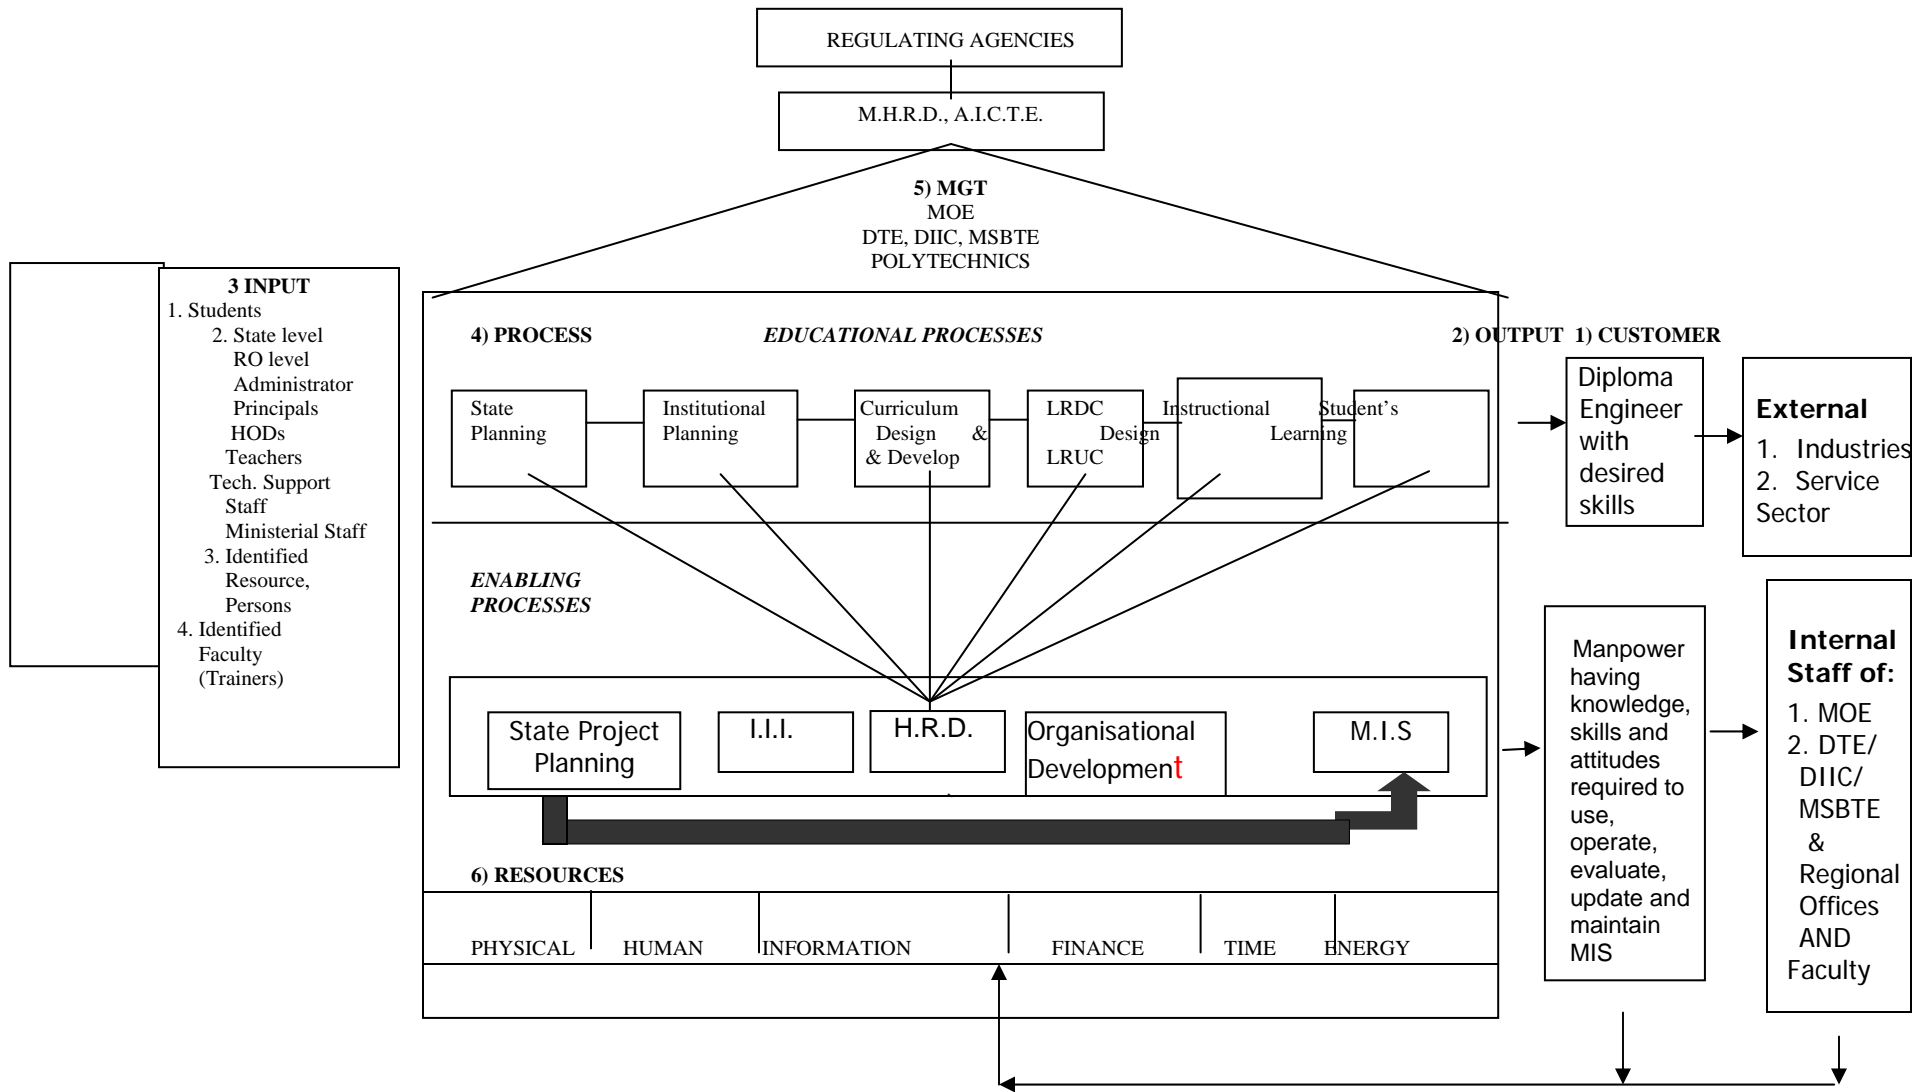 REGULATING AGENCIES
M.H.R.D., A.I.C.T.E.
5) MGT
MOE
DTE, DIIC, MSBTE
POLYTECHNICS
3 INPUT
1. Students
2. State level
RO level
Administrator
Principals
HODs
Teachers
Tech. Support
Staff
Ministerial Staff
3. Identified
Resource,
Persons
4. Identified
Faculty
(Trainers)
4) PROCESS
EDUCATIONAL PROCESSES
2) OUTPUT 1) CUSTOMER
State
Planning
Institutional
Planning
Curriculum
Design &
& Develop
LRDC
LRUC
Instructional
Design
Student's
Learning
Diploma
Engineer
with
desired
skills
External
1. Industries
2. Service
Sector
ENABLING
PROCESSES
State Project
Planning
I.I.I.
H.R.D.
Organisational
Development
M.I.S
Manpower
having
knowledge,
skills and
attitudes
required to
use,
operate,
evaluate,
update and
maintain
MIS
Internal
Staff of:
1. MOE
2. DTE/
DIIC/
MSBTE
&
Regional
Offices
AND
Faculty
6) RESOURCES
PHYSICAL HUMAN INFORMATION FINANCE TIME ENERGY